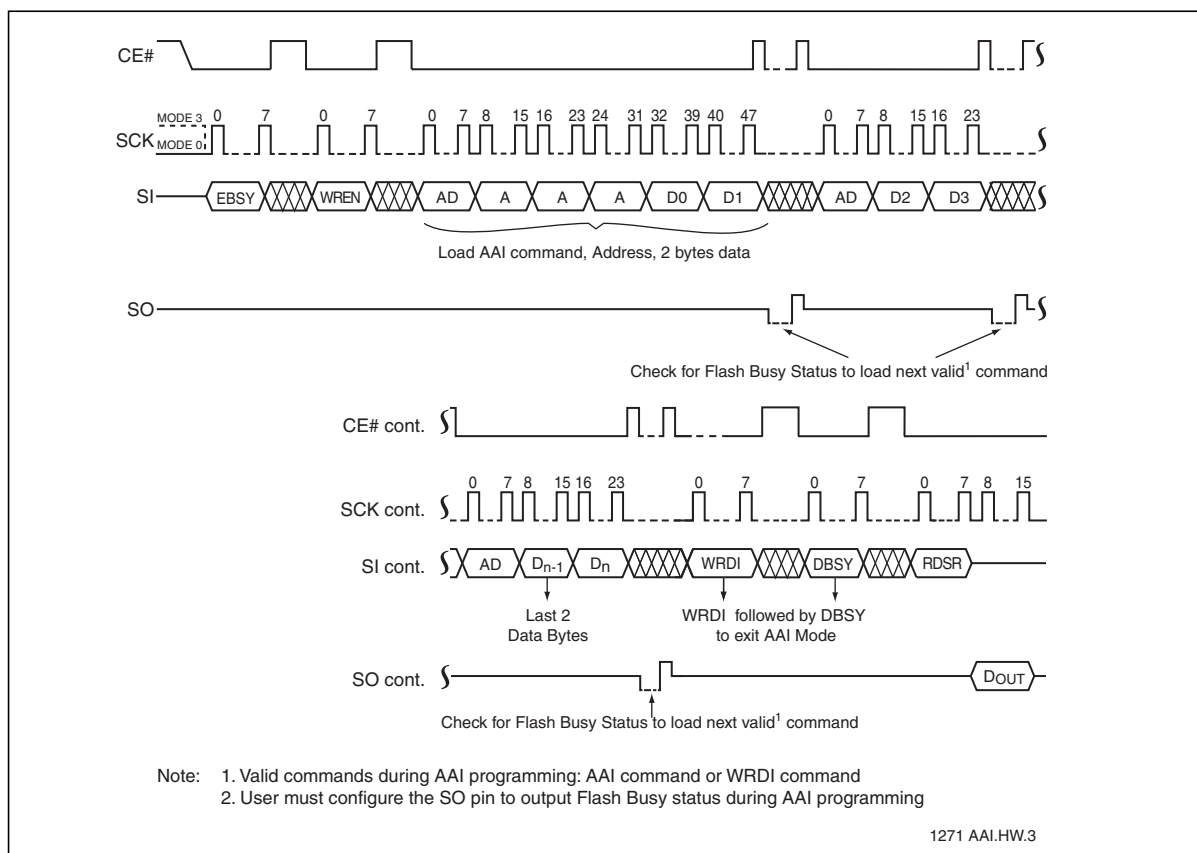 CE#
MODE 3 0 7 0 7 0 7 8 15 16 23 24 31 32 39 40 47 0 7 8 15 16 23
SCK MODE 0
SI EBSY WREN AD A A A D0 D1 AD D2 D3
Load AAI command, Address, 2 bytes data
SO
Check for Flash Busy Status to load next valid1 command
CE# cont.
0 7 8 15 16 23 0 7 0 7 0 7 8 15
SCK cont.
SI cont. AD Dn-1 Dn WRDI DBSY RDSR
Last 2 WRDI followed by DBSY
Data Bytes to exit AAI Mode
SO cont. DOUT
Check for Flash Busy Status to load next valid1 command
Note: 1. Valid commands during AAI programming: AAI command or WRDI command
2. User must configure the SO pin to output Flash Busy status during AAI programming
1271 AAI.HW.3